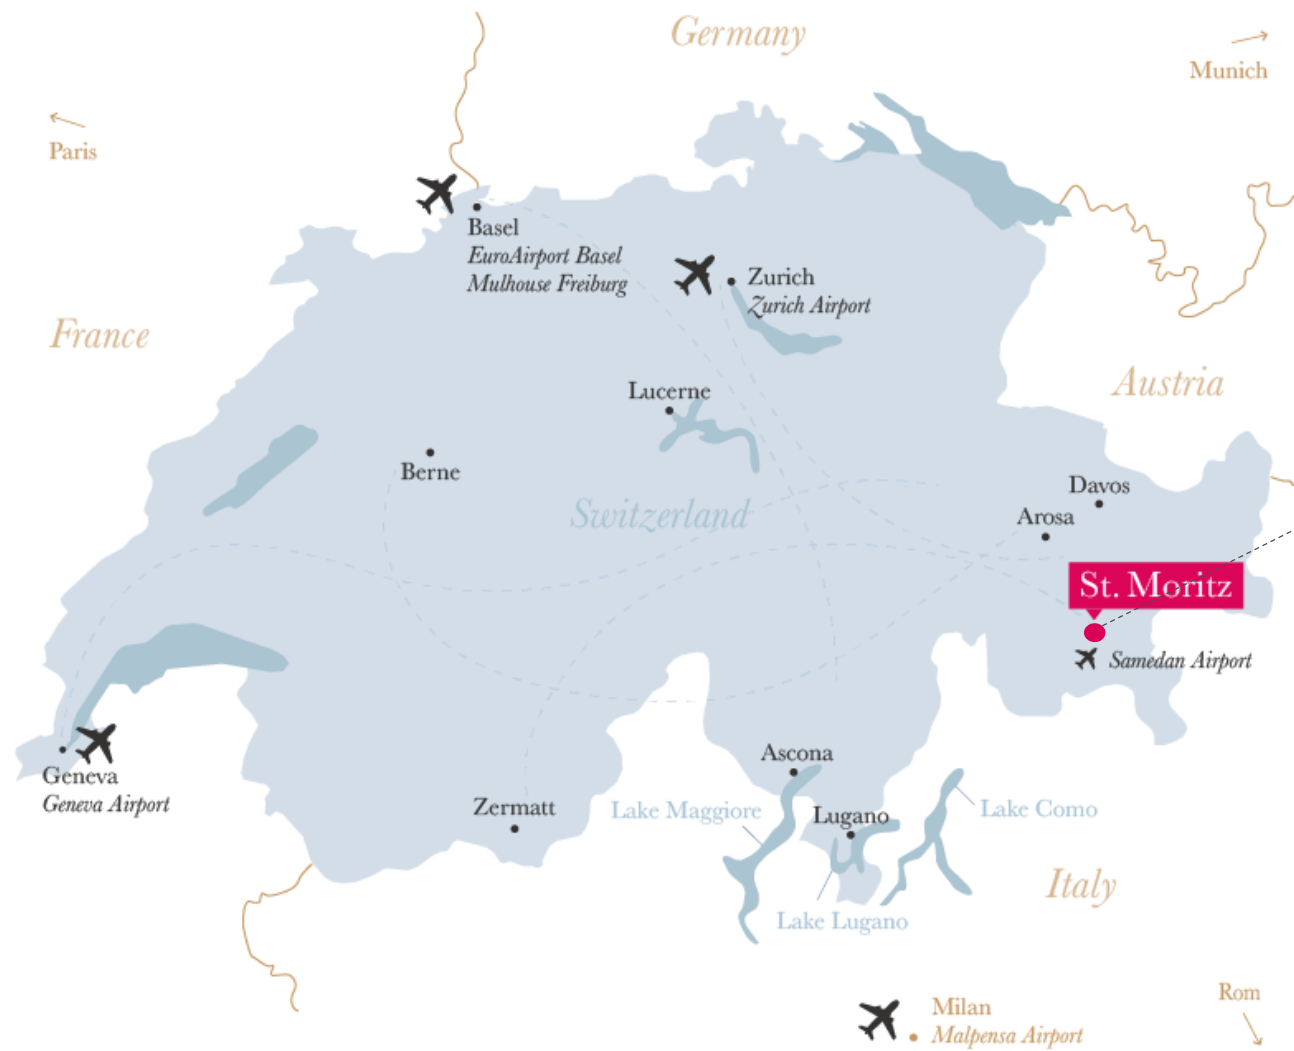 Germany
Munich
Paris
Basel
EuroAirport Basel
Mulhouse Freiburg
Zurich
Zurich Airport
France
Austria
Lucerne
Berne
Switzerland
Davos
Arosa
St. Moritz
Samedan Airport
Geneva
Geneva Airport
Ascona
Zermatt
Lake Maggiore
Lugano
Lake Como
Italy
Lake Lugano
Rom
Milan
Malpensa Airport